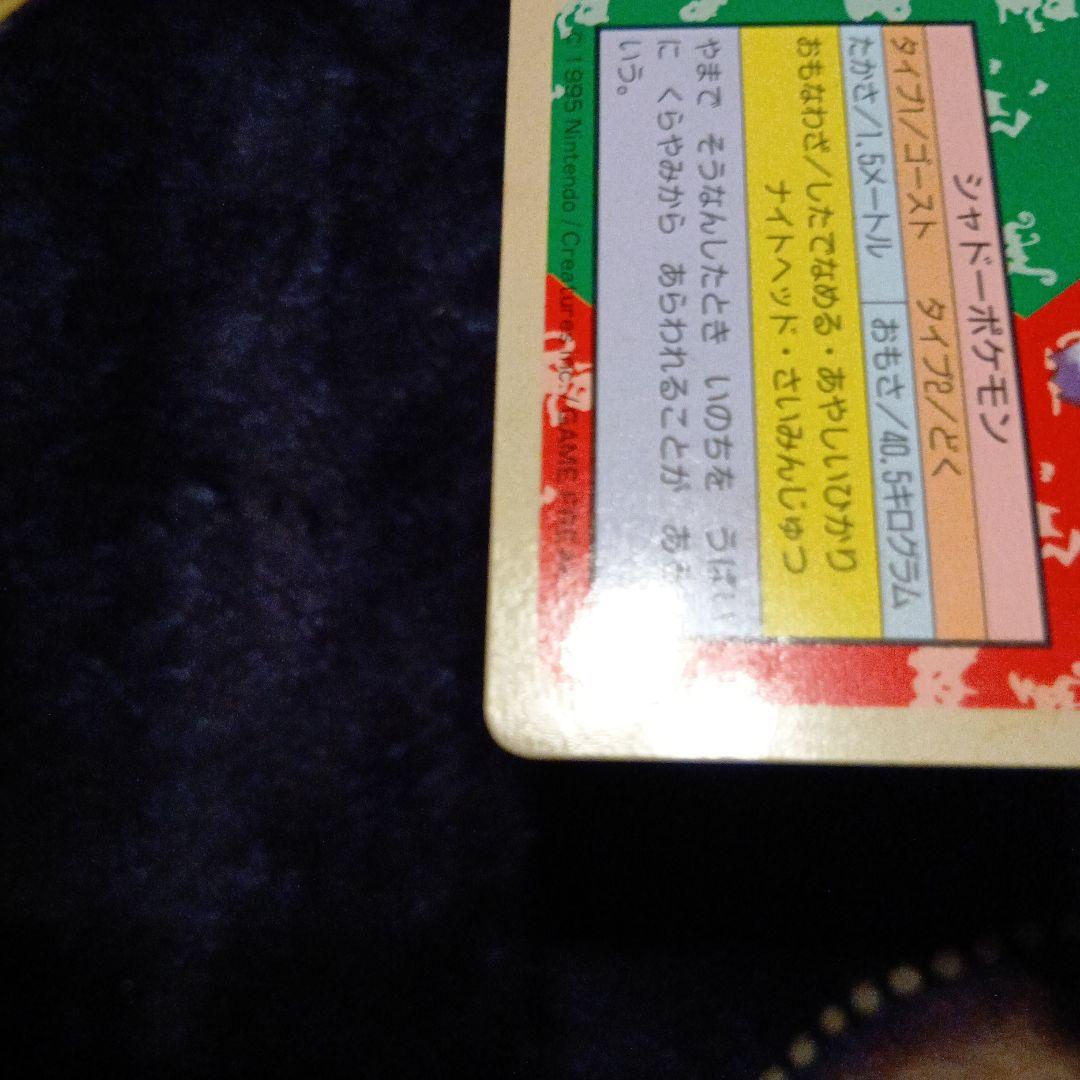 シャドーポケモン
タイプ1/ゴースト タイプ2/どく
たかさ/1.5メートル おもさ/40.5キログラム
おもなわざ/したでなめる・あやしいひかり
ナイトヘッド・さいみんじゅつ
やまで そうなんしたとき いのちを うばい
に くらやみから あらわれることが ある
いう。
© 1995 Nintendo / Creatures inc. / GAME FREAK